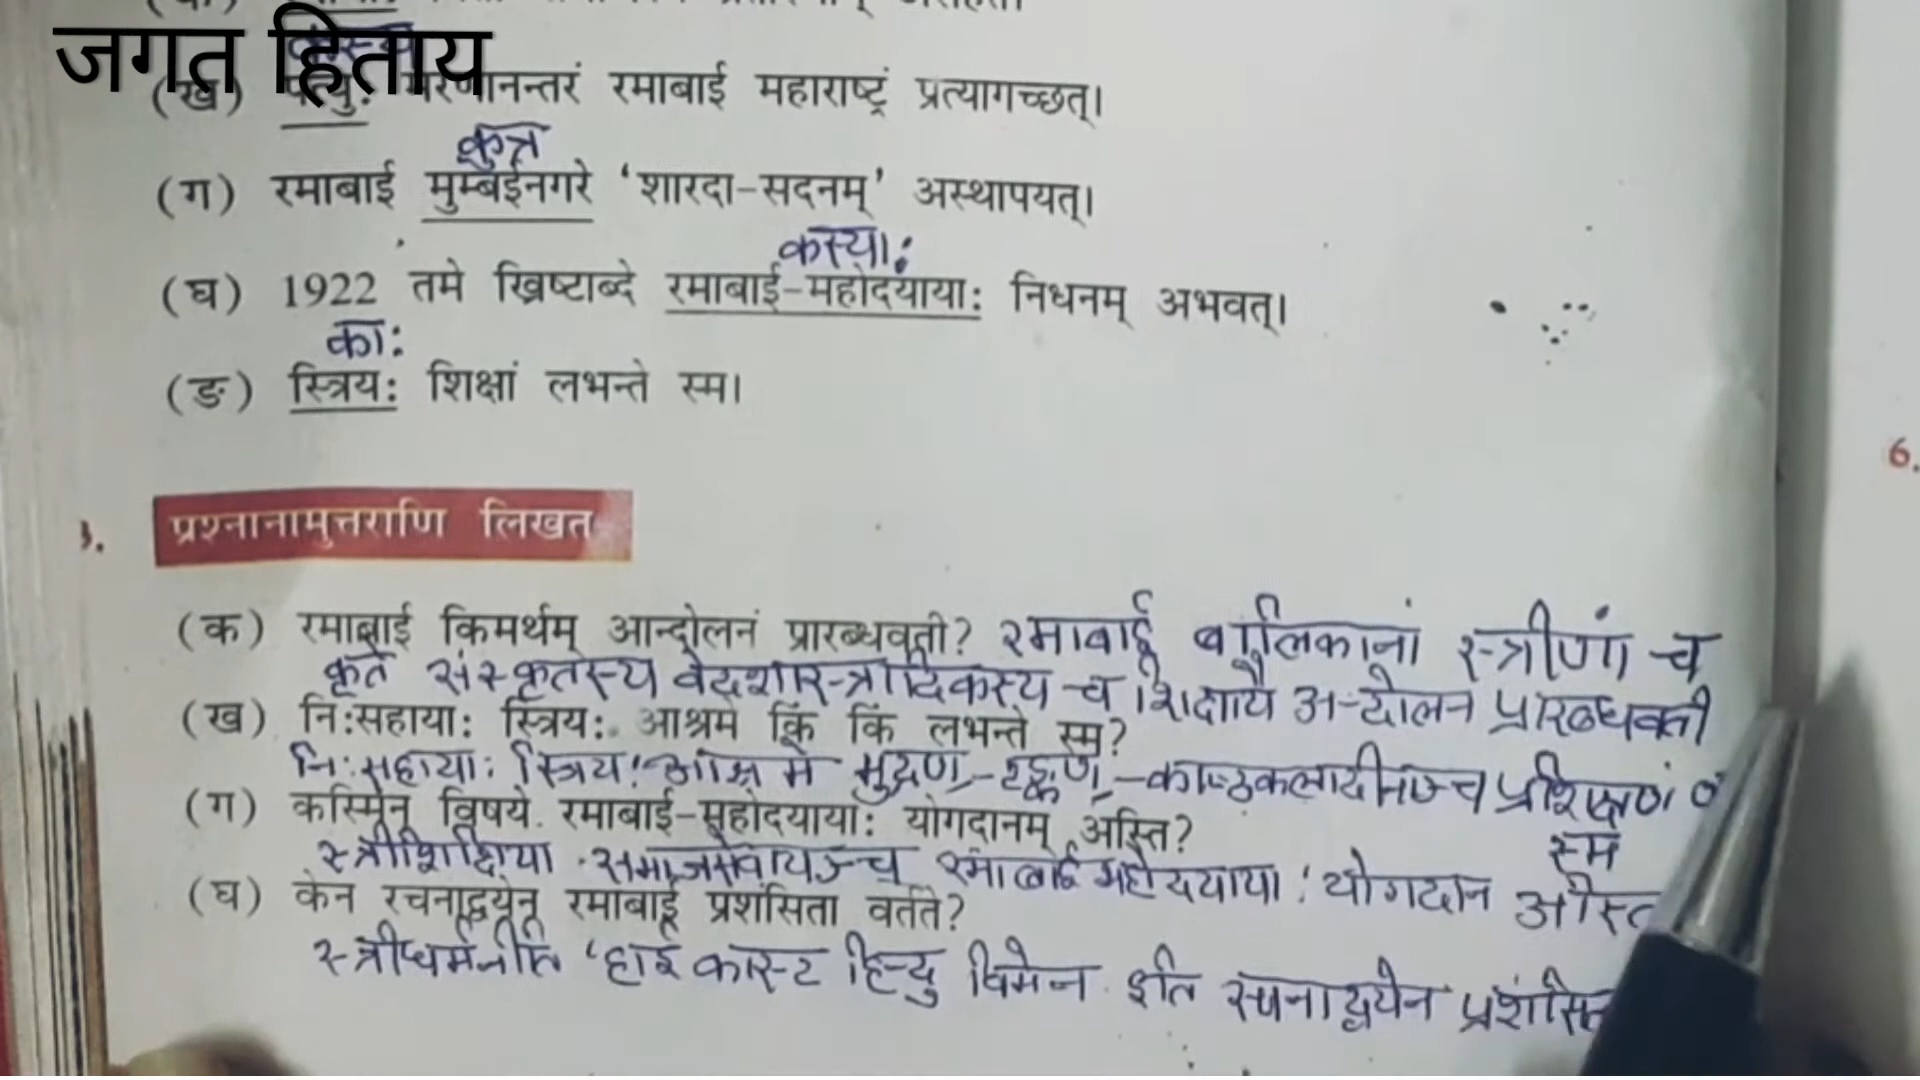 जगत हिताय
(ख) पत्युः मरणानन्तरं रमाबाई महाराष्ट्रं प्रत्यागच्छत्।
कुत्र
(ग) रमाबाई मुम्बईनगरे 'शारदा-सदनम्' अस्थापयत्।
कस्याः
(घ) 1922 तमे ख्रिष्टाब्दे रमाबाई-महोदयायाः निधनम् अभवत्।
काः
(ङ) स्त्रियः शिक्षां लभन्ते स्म।
6.
3. प्रश्नानामुत्तराणि लिखत
(क) रमाबाई किमर्थम् आन्दोलनं प्रारब्धवती? रमाबाई बालिकानां स्त्रीणां च
कृते संस्कृतस्य वेदशास्त्रादिकस्य च शिक्षायै आन्दोलन प्रारब्धवती
(ख) निःसहायाः स्त्रियः आश्रमे किं किं लभन्ते स्म?
निःसहायाः स्त्रियः आश्रमे मुद्रण-टङ्कण-काष्ठकलादीनाञ्च प्रशिक्षणं
(ग) कस्मिन् विषये रमाबाई-महोदयायाः योगदानम् अस्ति?
स्म
स्त्रीशिक्षाया समाजसेवायाञ्च रमाबाई महोदयायाः योगदान अस्ति
(घ) केन रचनाद्वयेन रमाबाई प्रशंसिता वर्तते?
स्त्रीधर्मनीति 'हाई कास्ट हिन्दु विमेन इति रचनाद्वयेन